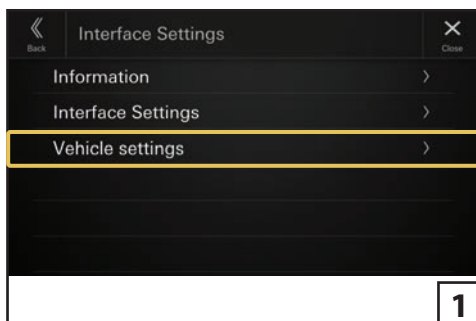 Back
Interface Settings
Close
Information
Interface Settings
Vehicle settings
1